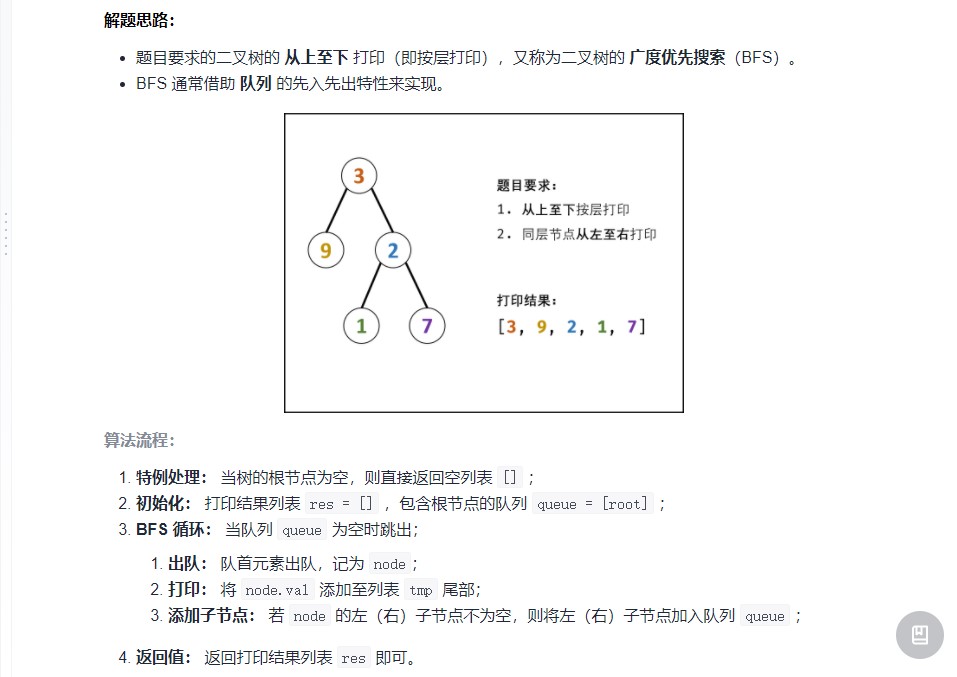 解题思路：
• 题目要求的二叉树的 从上至下 打印（即按层打印），又称为二叉树的 广度优先搜索（BFS）。
• BFS 通常借助 队列 的先入先出特性来实现。
3
9
2
1
7
题目要求：
1. 从上至下按层打印
2. 同层节点从左至右打印
打印结果：
[3, 9, 2, 1, 7]
算法流程：
1. 特例处理： 当树的根节点为空，则直接返回空列表 [] ；
2. 初始化： 打印结果列表 res = [] ，包含根节点的队列 queue = [root] ；
3. BFS 循环： 当队列 queue 为空时跳出；
1. 出队： 队首元素出队，记为 node ；
2. 打印： 将 node.val 添加至列表 tmp 尾部；
3. 添加子节点： 若 node 的左（右）子节点不为空，则将左（右）子节点加入队列 queue ；
4. 返回值： 返回打印结果列表 res 即可。